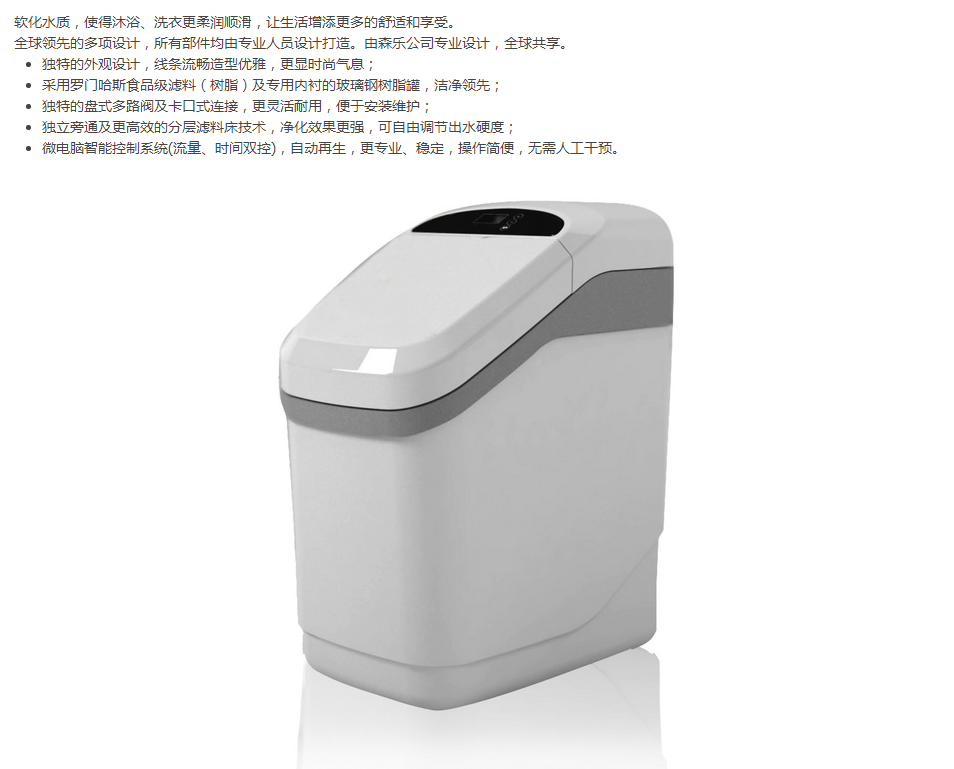 软化水质，使得沐浴、洗衣更柔润顺滑，让生活增添更多的舒适和享受。
全球领先的多项设计，所有部件均由专业人员设计打造。由森乐公司专业设计，全球共享。
• 独特的外观设计，线条流畅造型优雅，更显时尚气息；
• 采用罗门哈斯食品级滤料（树脂）及专用内衬的玻璃钢树脂罐，洁净领先；
• 独特的盘式多路阀及卡口式连接，更灵活耐用，便于安装维护；
• 独立旁通及更高效的分层滤料床技术，净化效果更强，可自由调节出水硬度；
• 微电脑智能控制系统(流量、时间双控)，自动再生，更专业、稳定，操作简便，无需人工干预。